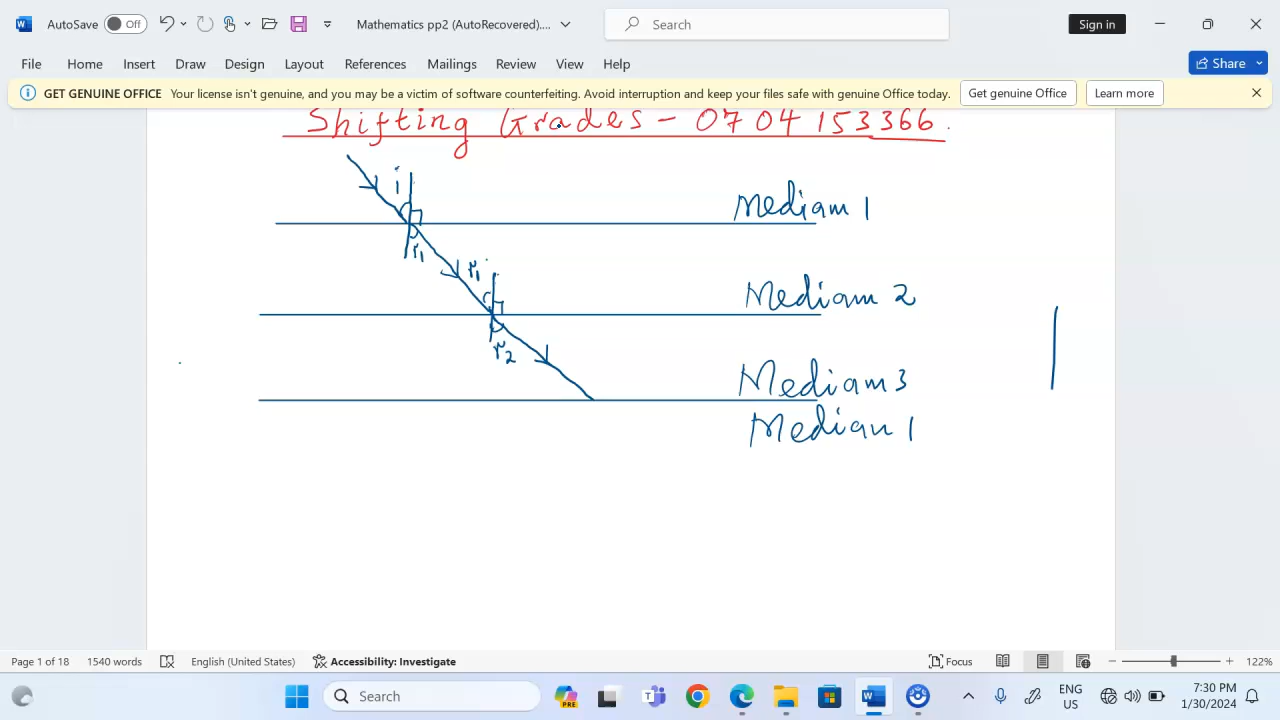 AutoSave Off Mathematics pp2 (AutoRecovered).... Search Sign in
File Home Insert Draw Design Layout References Mailings Review View Help Share
GET GENUINE OFFICE Your license isn't genuine, and you may be a victim of software counterfeiting. Avoid interruption and keep your files safe with genuine Office today. Get genuine Office Learn more
Shifting Grades - 0704 153366.
i
Mediam 1
r1
r1
Mediam 2
r2
Mediam 3
Median 1
Page 1 of 18 1540 words English (United States) Accessibility: Investigate Focus 122%
Search PRE ENG US 7:30 PM 1/30/2024